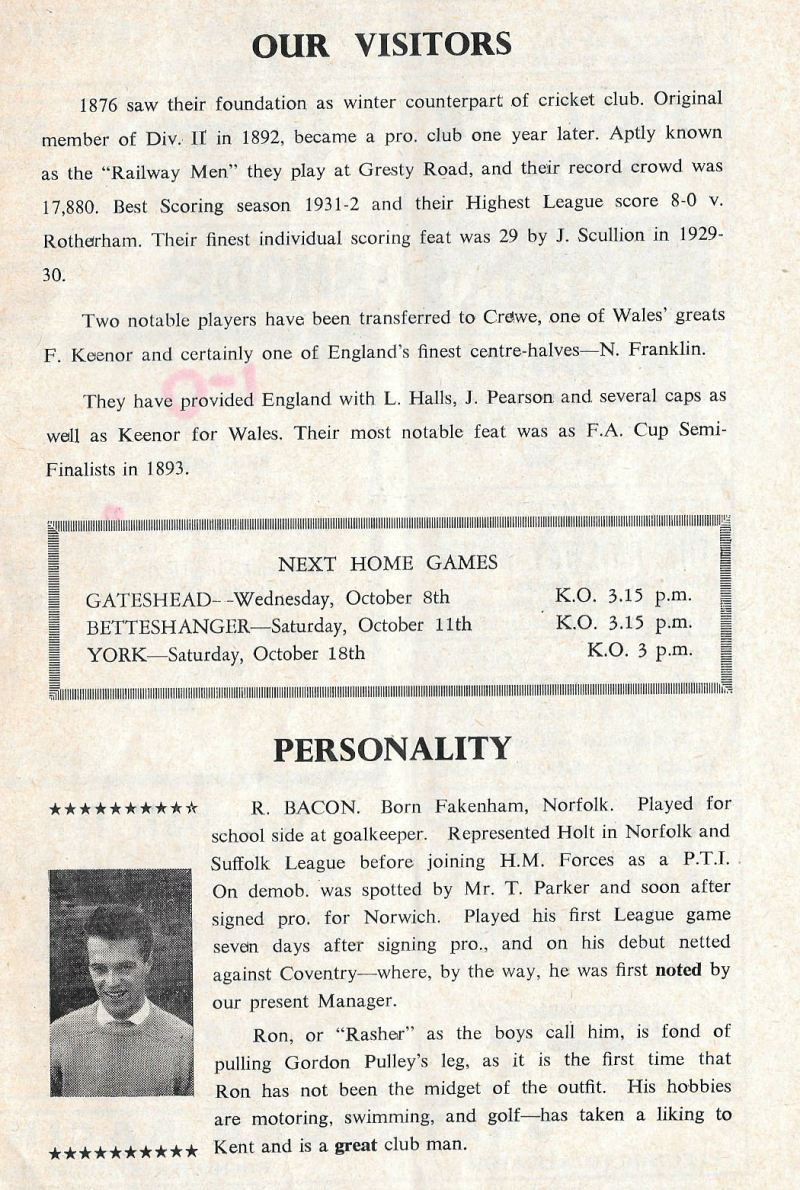 OUR VISITORS
1876 saw their foundation as winter counterpart of cricket club. Original
member of Div. II in 1892, became a pro. club one year later. Aptly known
as the “Railway Men” they play at Gresty Road, and their record crowd was
17,880. Best Scoring season 1931-2 and their Highest League score 8-0 v.
Rotherham. Their finest individual scoring feat was 29 by J. Scullion in 1929-
30.
Two notable players have been transferred to Crewe, one of Wales’ greats
F. Keenor and certainly one of England’s finest centre-halves—N. Franklin.
They have provided England with L. Halls, J. Pearson and several caps as
well as Keenor for Wales. Their most notable feat was as F.A. Cup Semi-
Finalists in 1893.
NEXT HOME GAMES
GATESHEAD--Wednesday, October 8th K.O. 3.15 p.m.
BETTESHANGER—Saturday, October 11th K.O. 3.15 p.m.
YORK—Saturday, October 18th K.O. 3 p.m.
PERSONALITY
R. BACON. Born Fakenham, Norfolk. Played for
school side at goalkeeper. Represented Holt in Norfolk and
Suffolk League before joining H.M. Forces as a P.T.I.
On demob. was spotted by Mr. T. Parker and soon after
signed pro. for Norwich. Played his first League game
seven days after signing pro., and on his debut netted
against Coventry—where, by the way, he was first noted by
our present Manager.
Ron, or “Rasher” as the boys call him, is fond of
pulling Gordon Pulley’s leg, as it is the first time that
Ron has not been the midget of the outfit. His hobbies
are motoring, swimming, and golf—has taken a liking to
Kent and is a great club man.